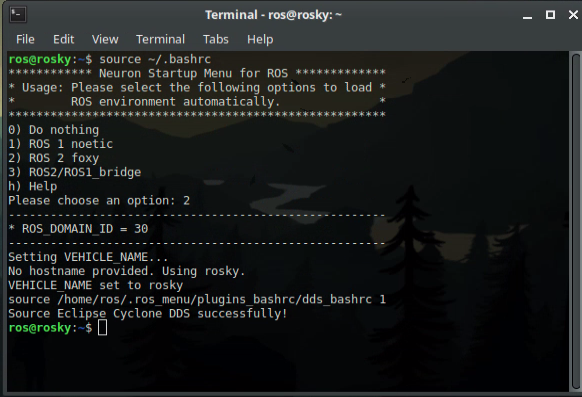 Terminal - ros@rosky: ~
File Edit View Terminal Tabs Help
ros@rosky:~$ source ~/.bashrc
************ Neuron Startup Menu for ROS *************
* Usage: Please select the following options to load *
*        ROS environment automatically.              *
******************************************************
0) Do nothing
1) ROS 1 noetic
2) ROS 2 foxy
3) ROS2/ROS1_bridge
h) Help
Please choose an option: 2
------------------------------------------------------
* ROS_DOMAIN_ID = 30
------------------------------------------------------
Setting VEHICLE_NAME...
No hostname provided. Using rosky.
VEHICLE_NAME set to rosky
source /home/ros/.ros_menu/plugins_bashrc/dds_bashrc 1
Source Eclipse Cyclone DDS successfully!
ros@rosky:~$